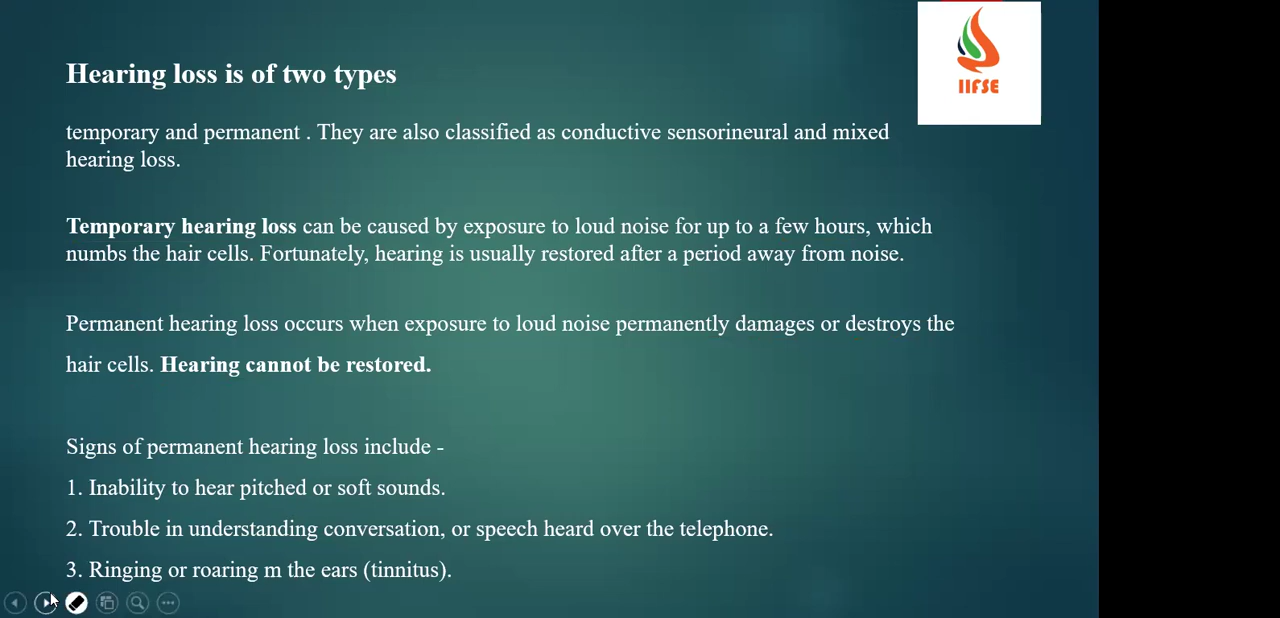 IIFSE
Hearing loss is of two types
temporary and permanent . They are also classified as conductive sensorineural and mixed
hearing loss.
Temporary hearing loss can be caused by exposure to loud noise for up to a few hours, which
numbs the hair cells. Fortunately, hearing is usually restored after a period away from noise.
Permanent hearing loss occurs when exposure to loud noise permanently damages or destroys the
hair cells. Hearing cannot be restored.
Signs of permanent hearing loss include -
1. Inability to hear pitched or soft sounds.
2. Trouble in understanding conversation, or speech heard over the telephone.
3. Ringing or roaring m the ears (tinnitus).